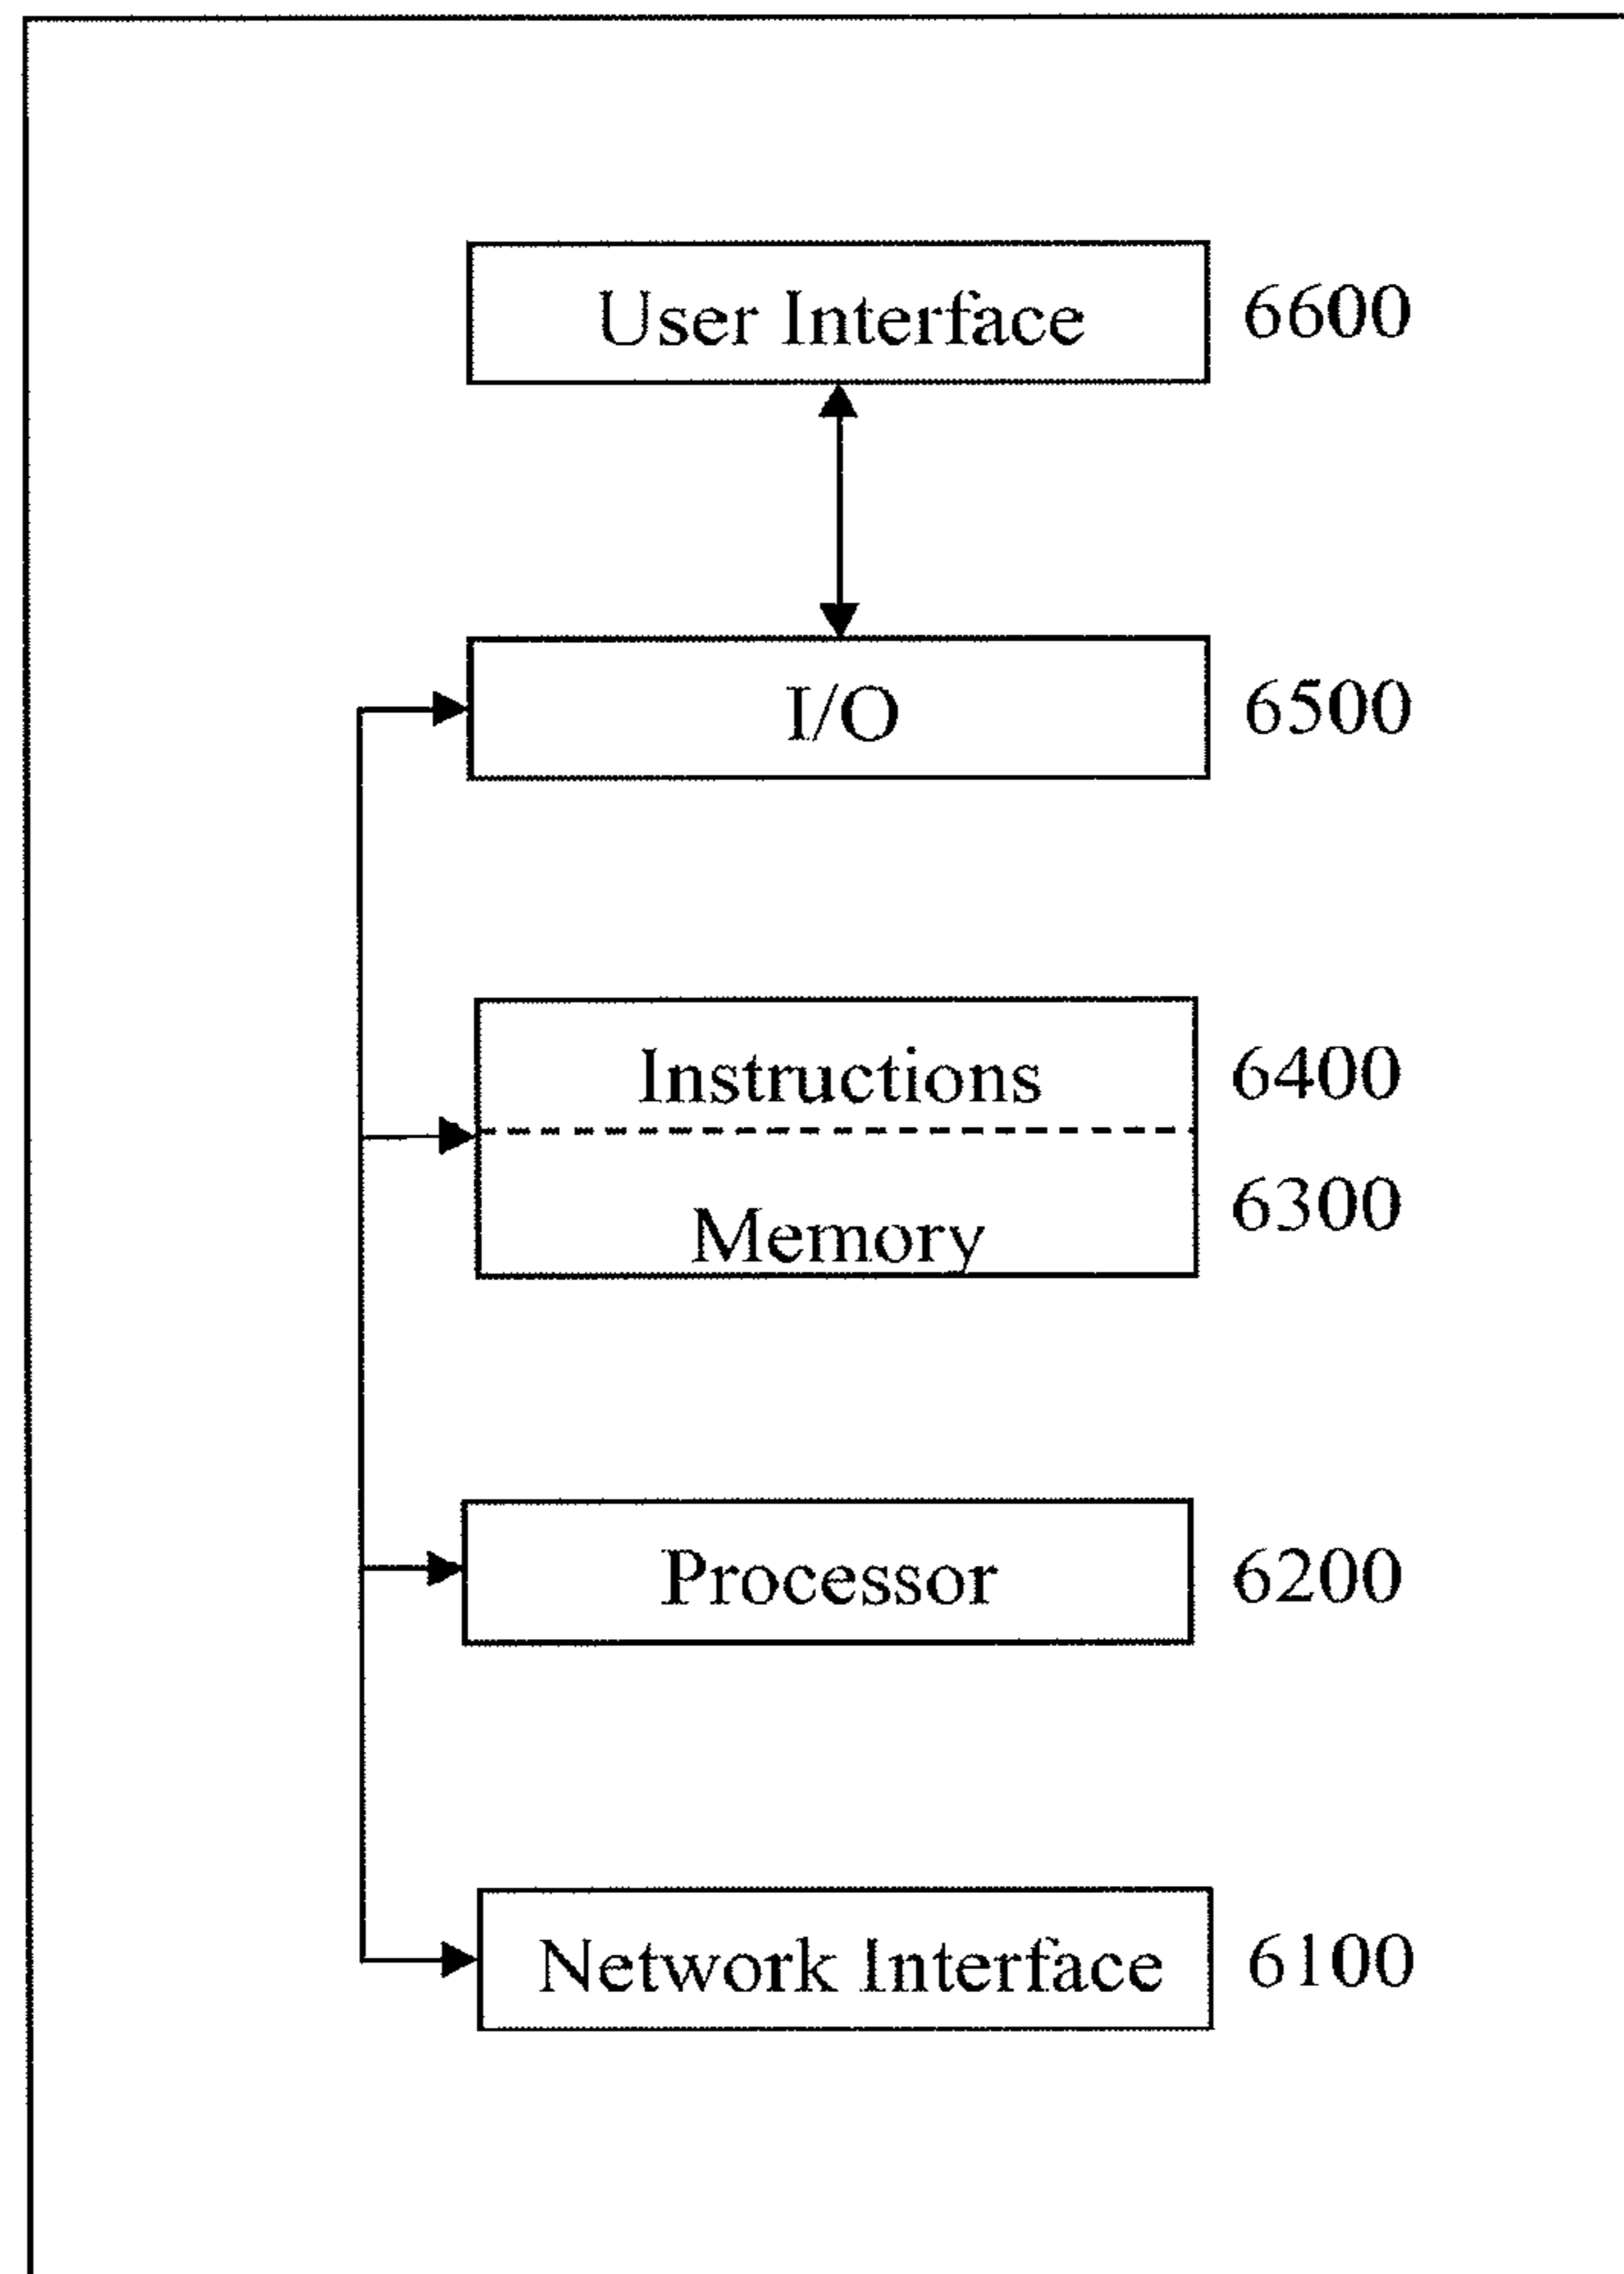 User Interface 6600
I/O 6500
Instructions 6400
Memory 6300
Processor 6200
Network Interface 6100